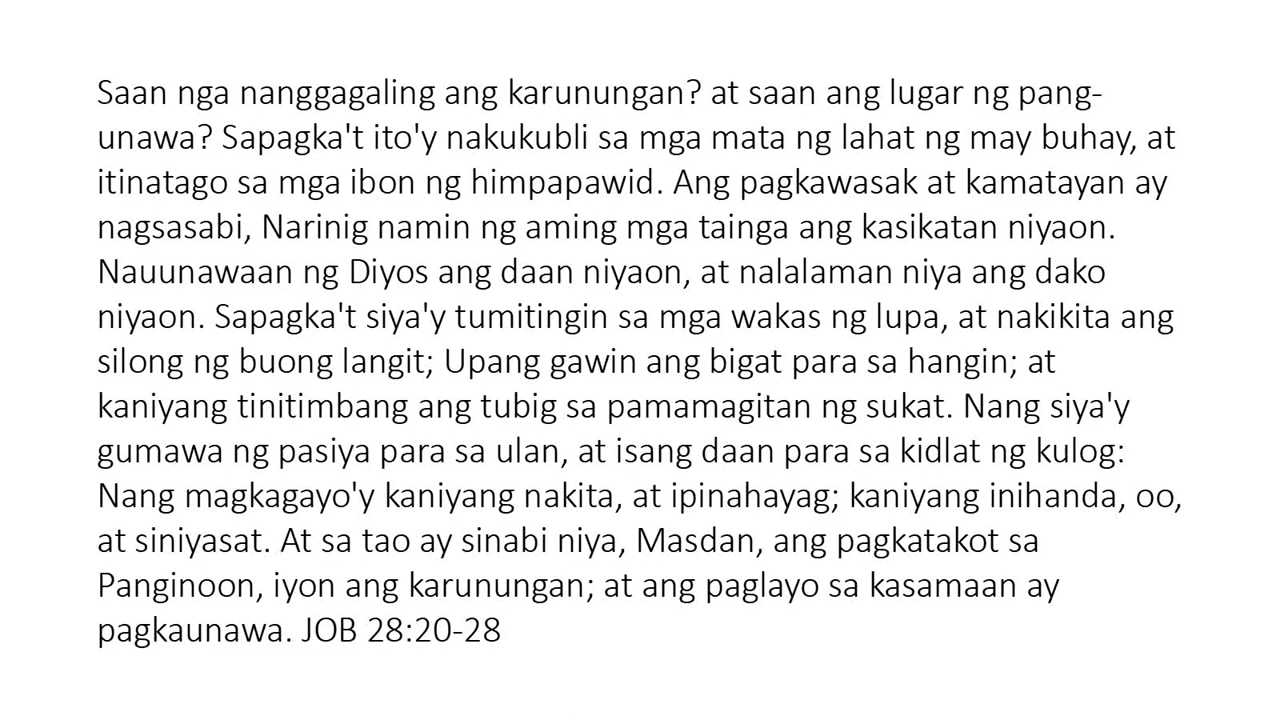 Saan nga nanggagaling ang karunungan? at saan ang lugar ng pang-
unawa? Sapagka't ito'y nakukubli sa mga mata ng lahat ng may buhay, at
itinatago sa mga ibon ng himpapawid. Ang pagkawasak at kamatayan ay
nagsasabi, Narinig namin ng aming mga tainga ang kasikatan niyaon.
Nauunawaan ng Diyos ang daan niyaon, at nalalaman niya ang dako
niyaon. Sapagka't siya'y tumitingin sa mga wakas ng lupa, at nakikita ang
silong ng buong langit; Upang gawin ang bigat para sa hangin; at
kaniyang tinitimbang ang tubig sa pamamagitan ng sukat. Nang siya'y
gumawa ng pasiya para sa ulan, at isang daan para sa kidlat ng kulog:
Nang magkagayo'y kaniyang nakita, at ipinahayag; kaniyang inihanda, oo,
at siniyasat. At sa tao ay sinabi niya, Masdan, ang pagkatakot sa
Panginoon, iyon ang karunungan; at ang paglayo sa kasamaan ay
pagkaunawa. JOB 28:20-28